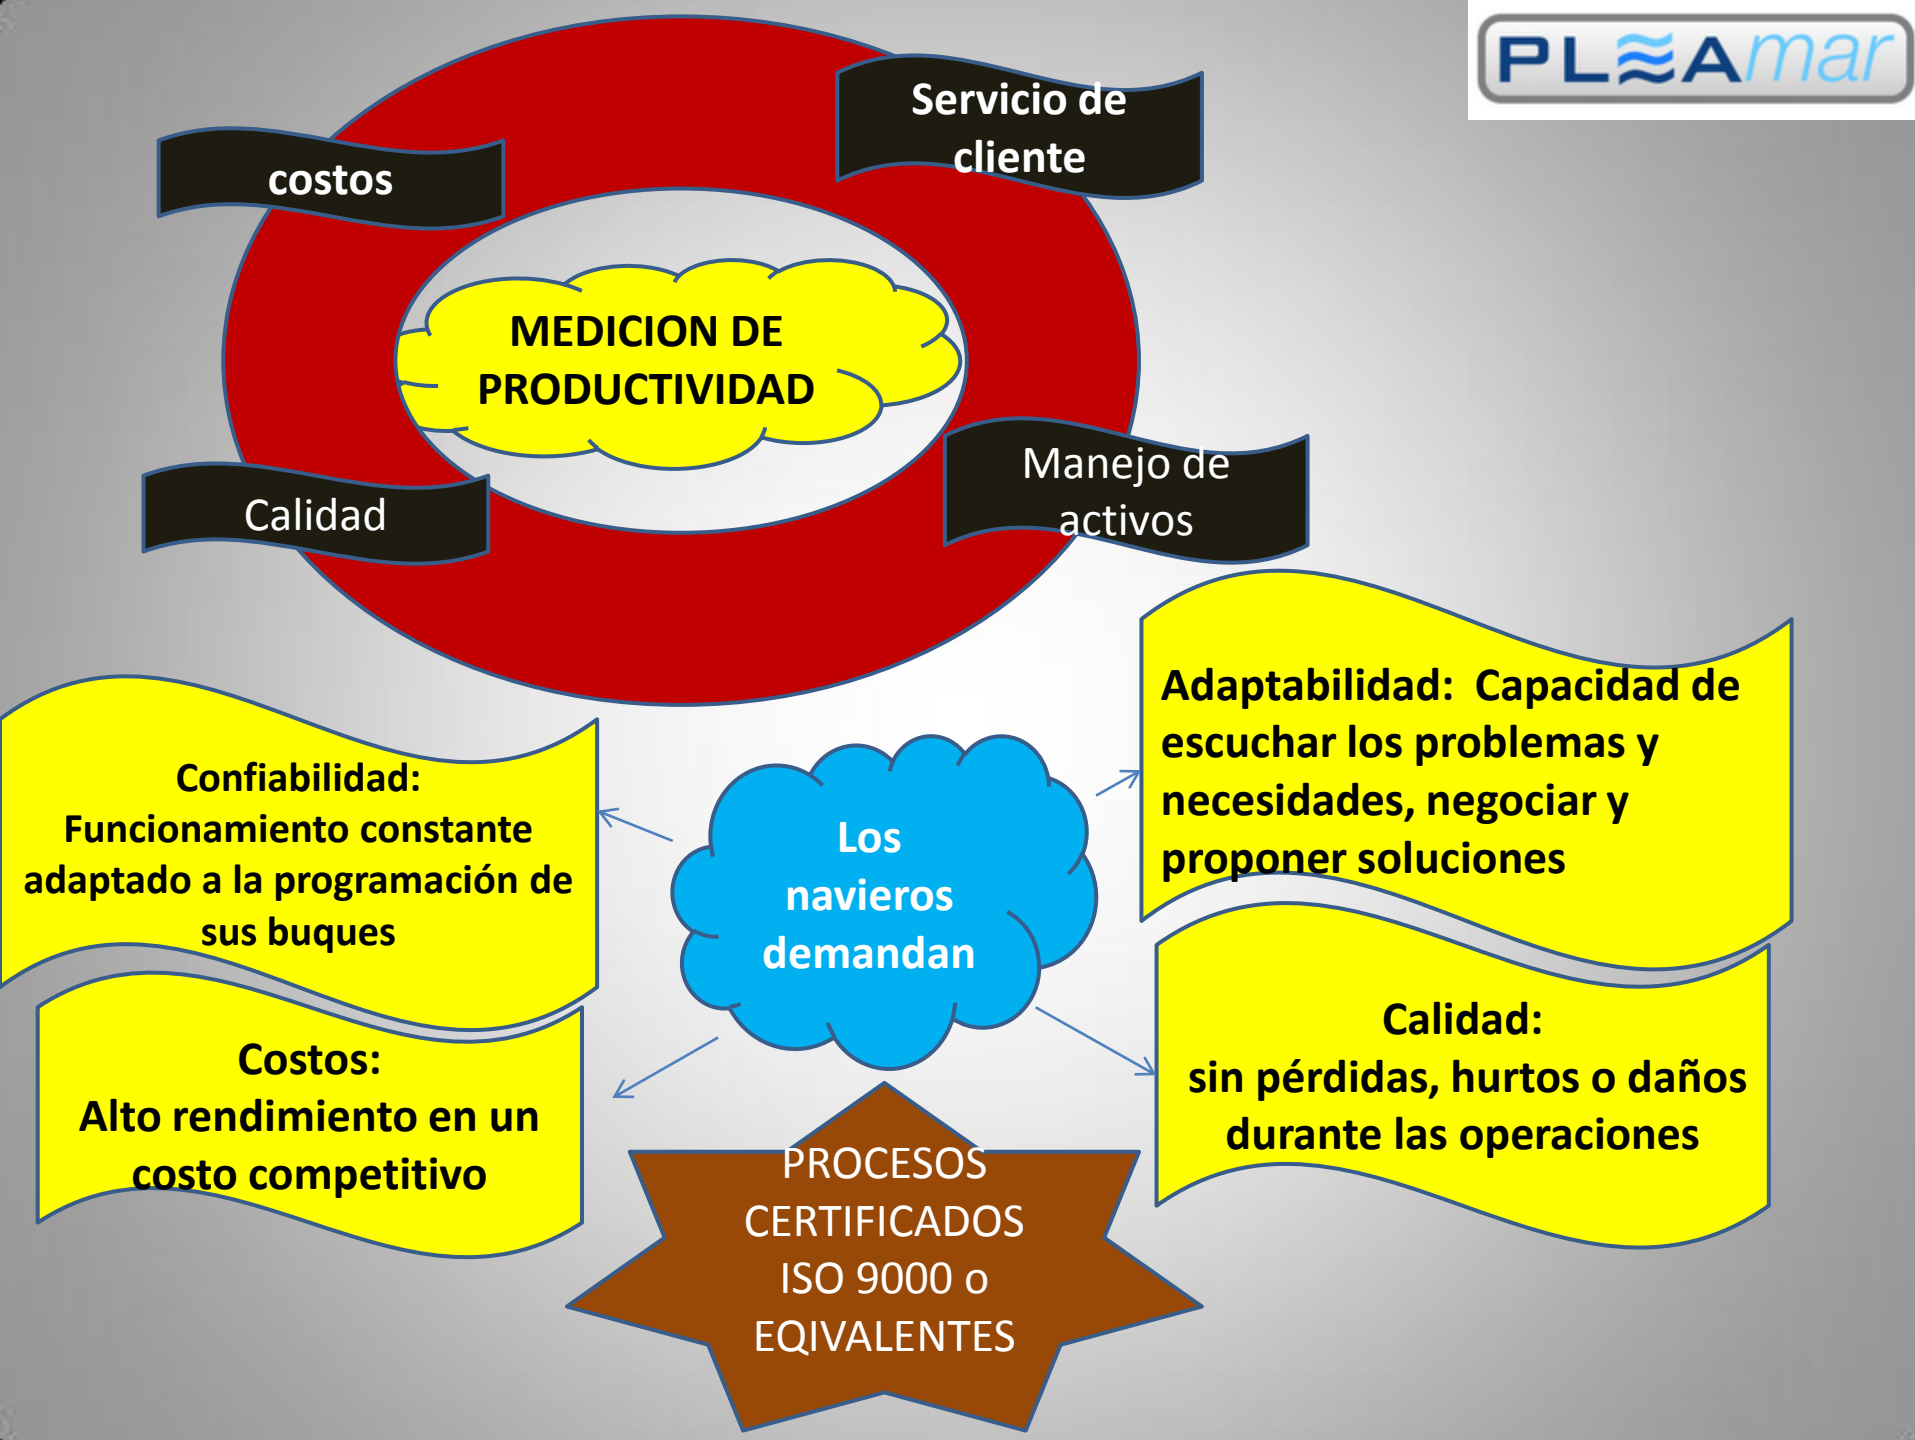 PLEAmar
Servicio de
cliente
costos
MEDICION DE
PRODUCTIVIDAD
Manejo de
activos
Calidad
Adaptabilidad:  Capacidad de
escuchar los problemas y
necesidades, negociar y
proponer soluciones
Confiabilidad:
Funcionamiento constante
adaptado a la programación de
sus buques
Los
navieros
demandan
Costos:
Alto rendimiento en un
costo competitivo
Calidad:
sin pérdidas, hurtos o daños
durante las operaciones
PROCESOS
CERTIFICADOS
ISO 9000 o
EQIVALENTES